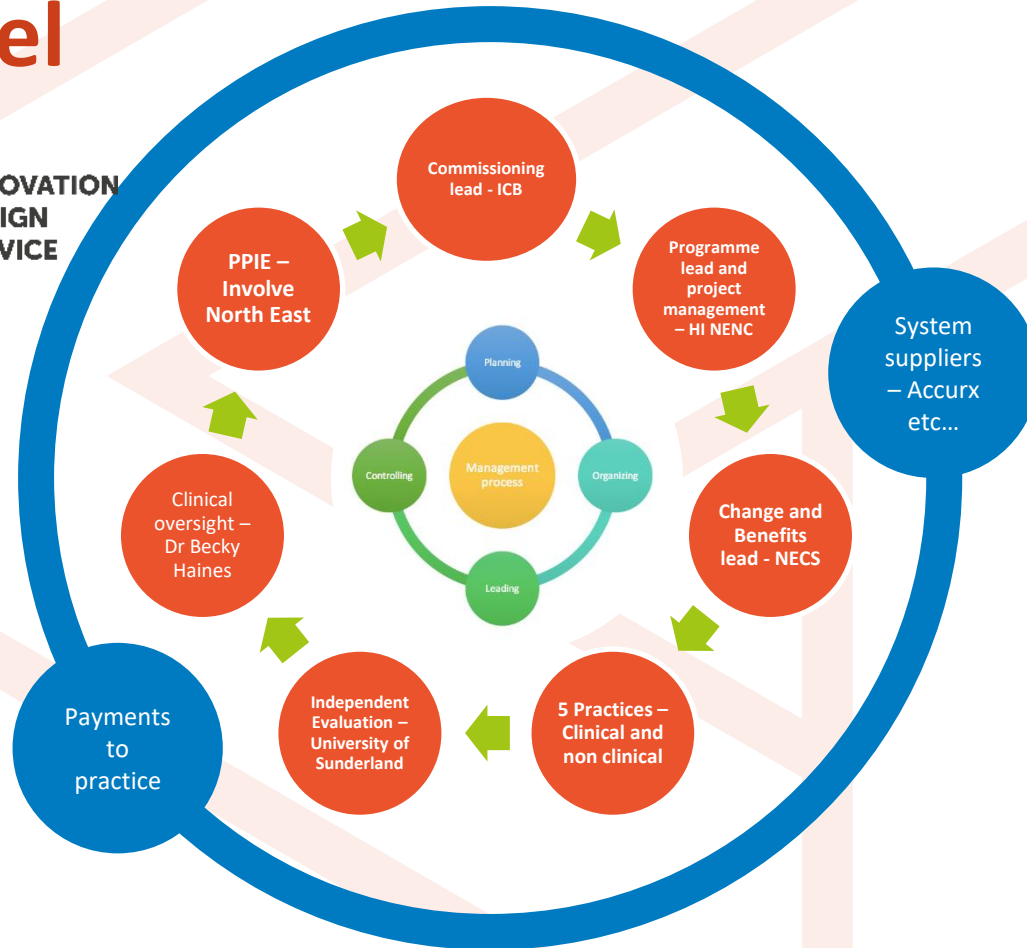 el
OVATION
IGN
VICE
Commissioning
lead - ICB
Programme
lead and
project
management
– HI NENC
System
suppliers
– Accurx
etc…
Change and
Benefits
lead - NECS
5 Practices –
Clinical and
non clinical
Independent
Evaluation –
University of
Sunderland
Payments
to
practice
Clinical
oversight –
Dr Becky
Haines
PPIE –
Involve
North East
Planning
Organizing
Leading
Controlling
Management
process